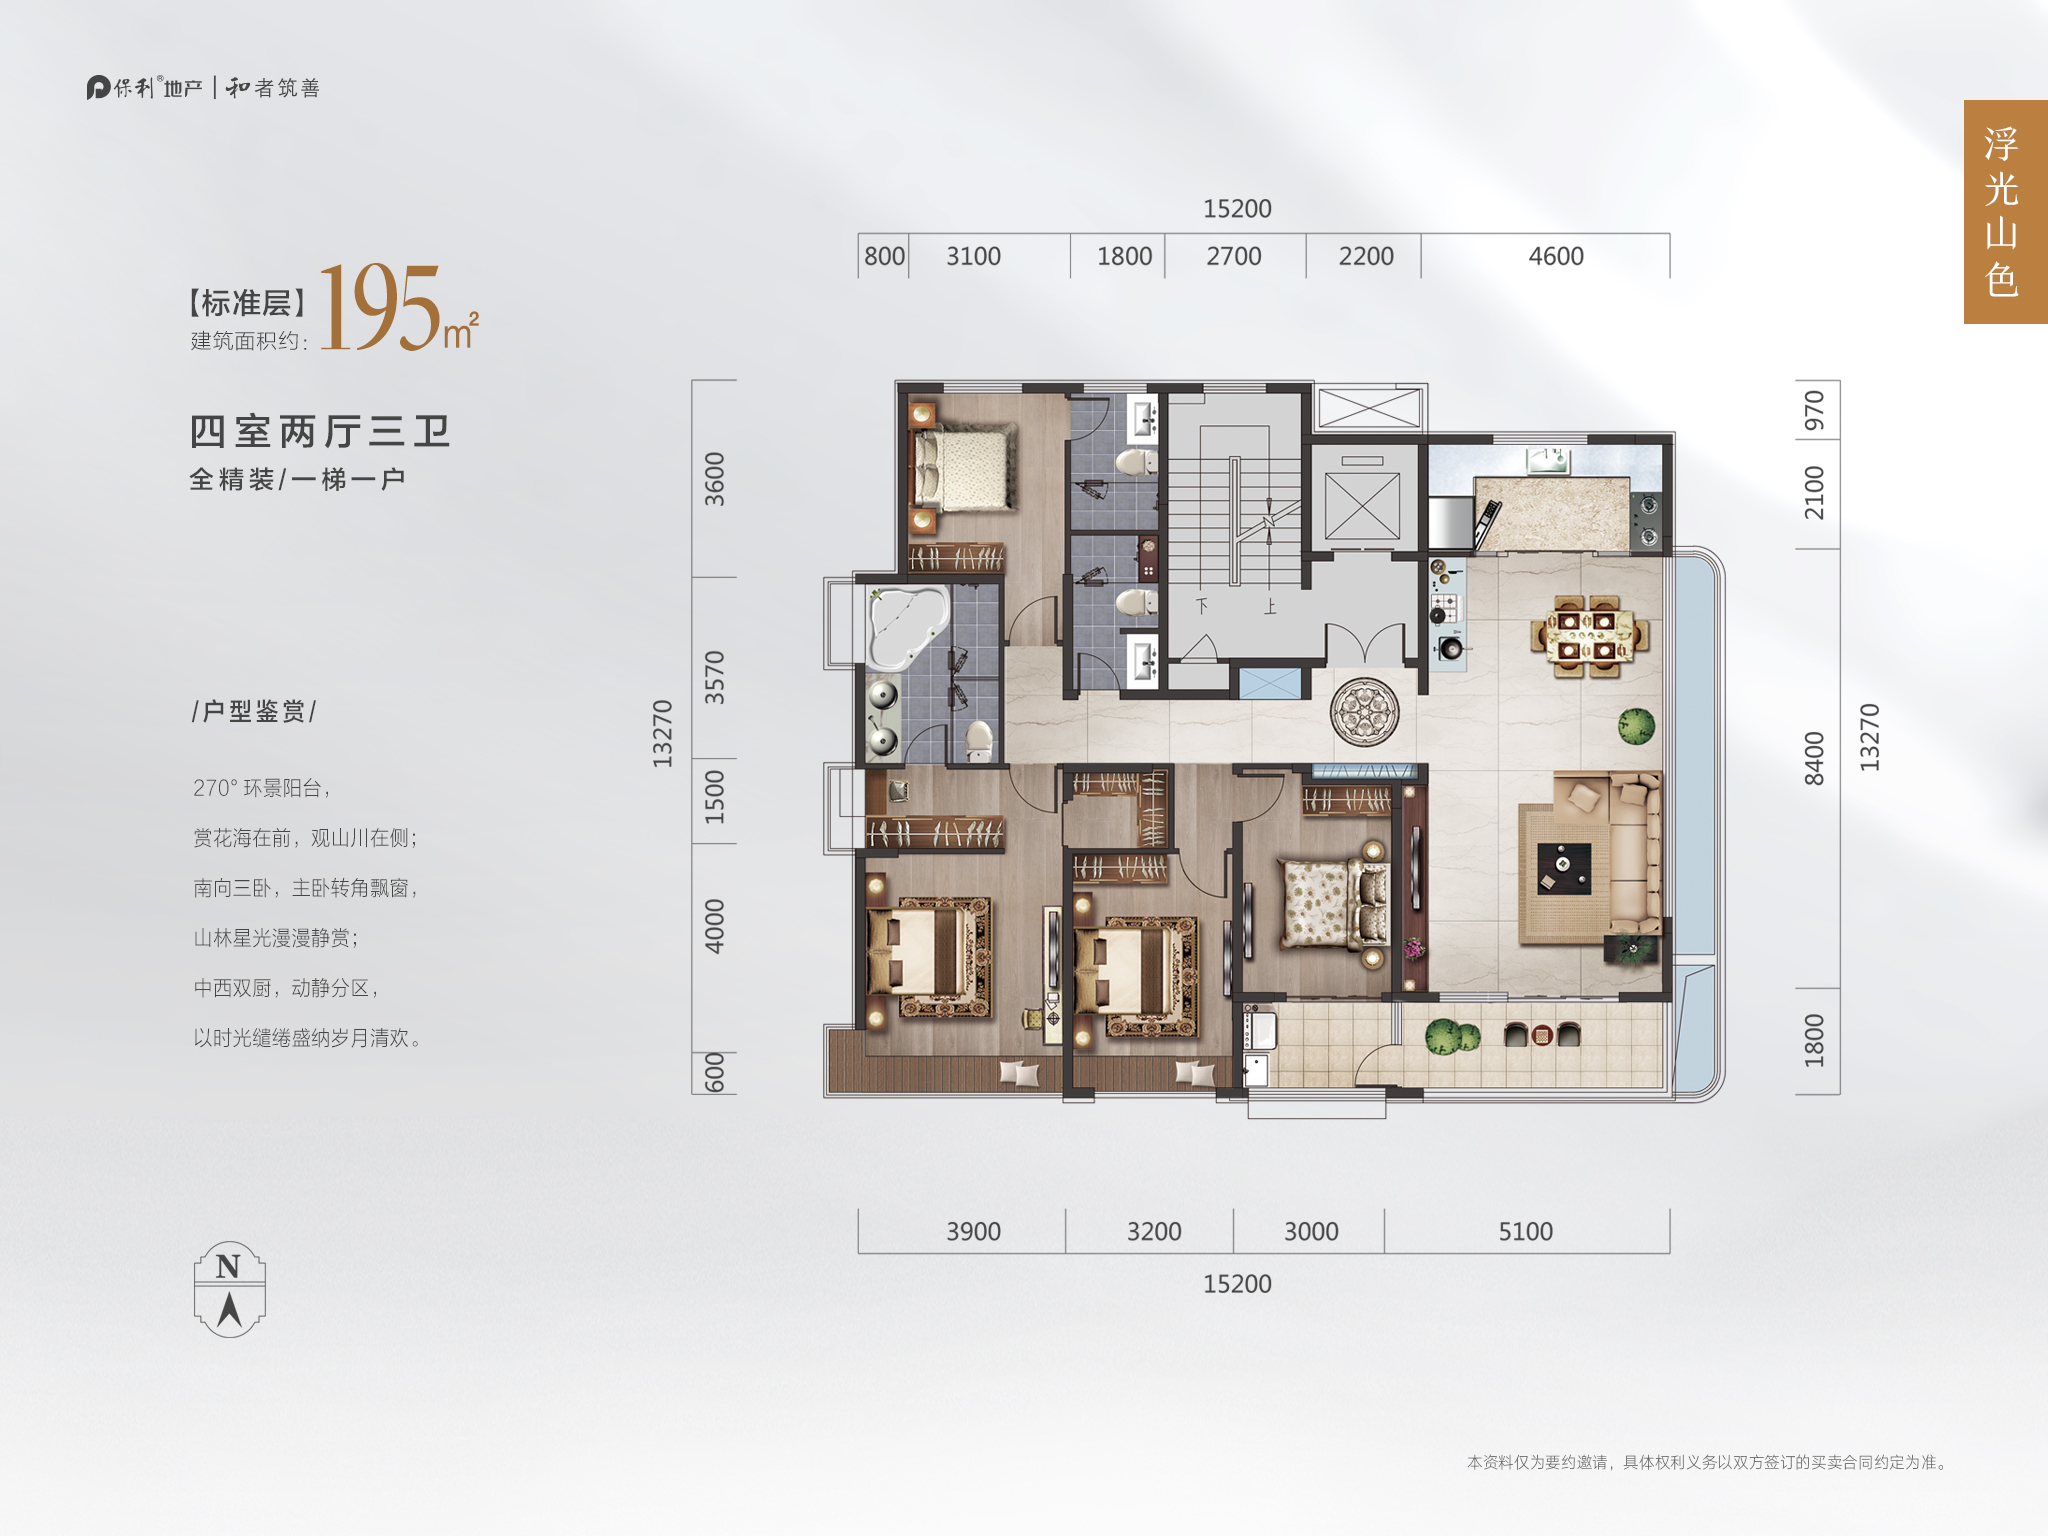 保利®地产|和者筑善
浮光山色
【标准层】
建筑面积约：195m²
四室两厅三卫
全精装/一梯一户
/户型鉴赏/
270°环景阳台，
赏花海在前，观山川在侧；
南向三卧，主卧转角飘窗，
山林星光漫漫静赏；
中西双厨，动静分区，
以时光缱绻盛纳岁月清欢。
N
15200
800 3100 1800 2700 2200 4600
13270
3600
3570
1500
4000
600
下 上
970
2100
8400
1800
13270
3900 3200 3000 5100
15200
本资料仅为要约邀请，具体权利义务以双方签订的买卖合同约定为准。